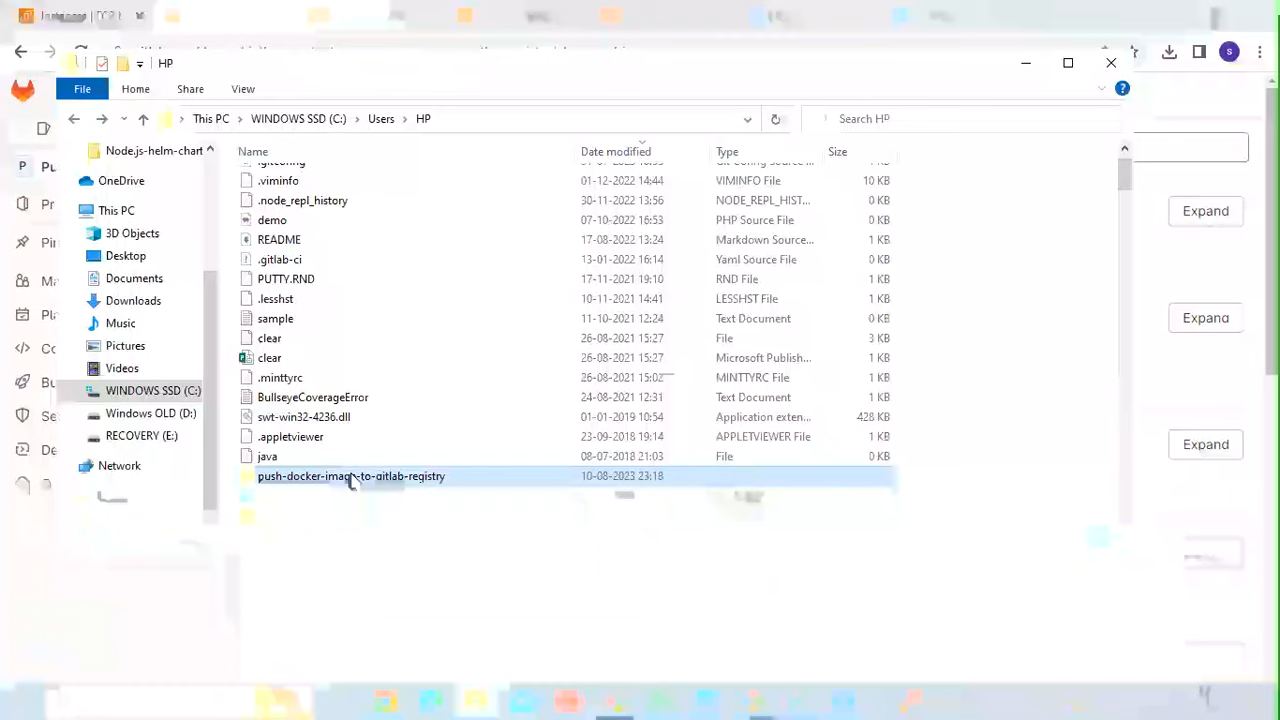 HP
File Home Share View
This PC > WINDOWS SSD (C:) > Users > HP
Search HP
Name Date modified Type Size
Node.js-helm-chart
OneDrive
This PC
3D Objects
Desktop
Documents
Downloads
Music
Pictures
Videos
WINDOWS SSD (C:)
Windows OLD (D:)
RECOVERY (E:)
Network
.viminfo 01-12-2022 14:44 VIMINFO File 10 KB
.node_repl_history 30-11-2022 13:56 NODE_REPL_HIST... 0 KB
demo 07-10-2022 16:53 PHP Source File 0 KB
README 17-08-2022 13:24 Markdown Source... 1 KB
.gitlab-ci 13-01-2022 16:14 Yaml Source File 0 KB
PUTTY.RND 17-11-2021 19:10 RND File 1 KB
.lesshst 10-11-2021 14:41 LESSHST File 1 KB
sample 11-10-2021 12:24 Text Document 0 KB
clear 26-08-2021 15:27 File 3 KB
clear 26-08-2021 15:27 Microsoft Publish... 1 KB
.minttyrc 26-08-2021 15:02 MINTTYRC File 1 KB
BullseyeCoverageError 24-08-2021 12:31 Text Document 1 KB
swt-win32-4236.dll 01-01-2019 10:54 Application exten... 428 KB
.appletviewer 23-09-2018 19:14 APPLETVIEWER File 1 KB
java 08-07-2018 21:03 File 0 KB
push-docker-image-to-gitlab-registry 10-08-2023 23:18
Expand
Expand
Expand